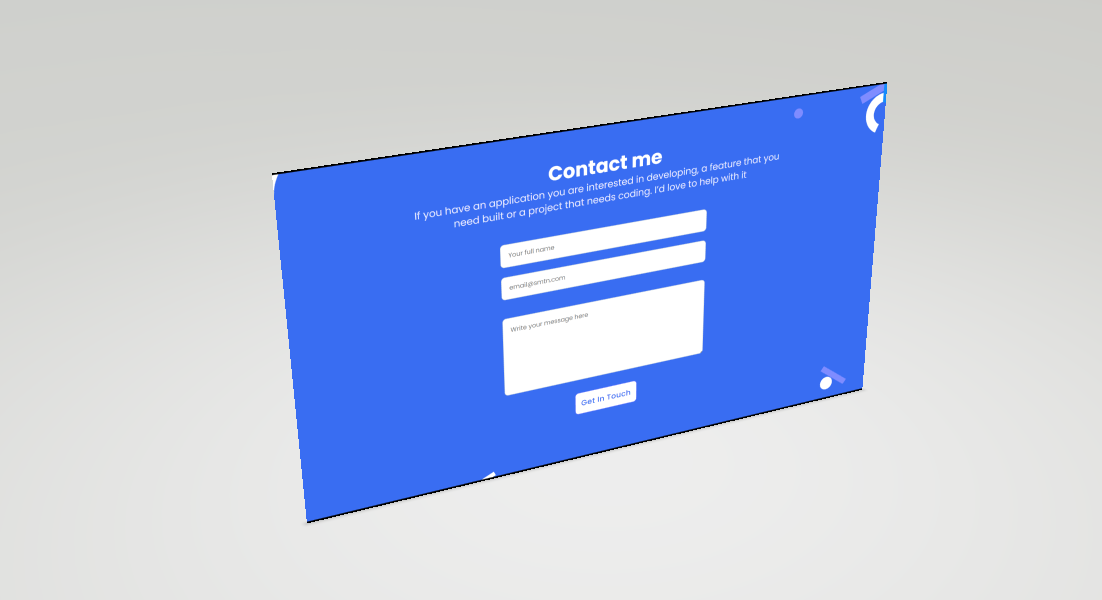 Contact me
If you have an application you are interested in developing, a feature that you
need built or a project that needs coding. I'd love to help with it
Your full name
email@smtn.com
Write your message here
Get In Touch